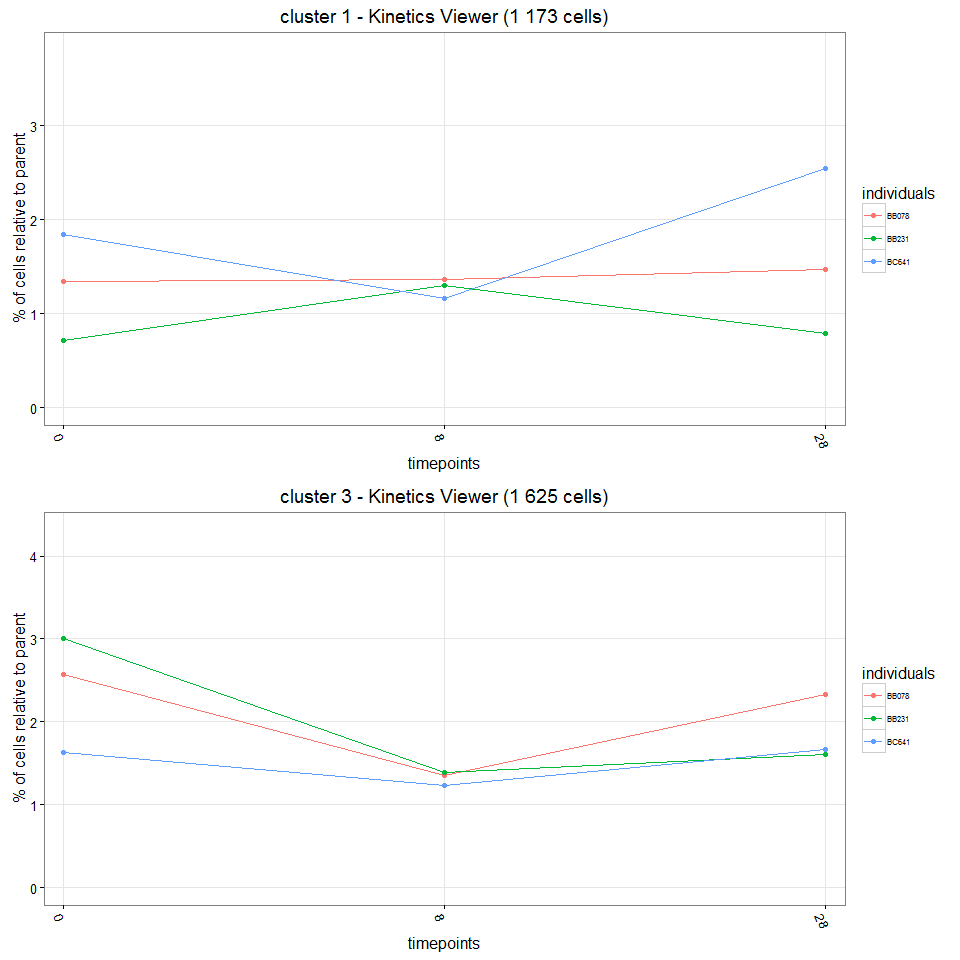 cluster 1 - Kinetics Viewer (1 173 cells)
% of cells relative to parent
3
2
1
0
0
8
28
timepoints
individuals
BB078
BB231
BC641
cluster 3 - Kinetics Viewer (1 625 cells)
% of cells relative to parent
4
3
2
1
0
0
8
28
timepoints
individuals
BB078
BB231
BC641